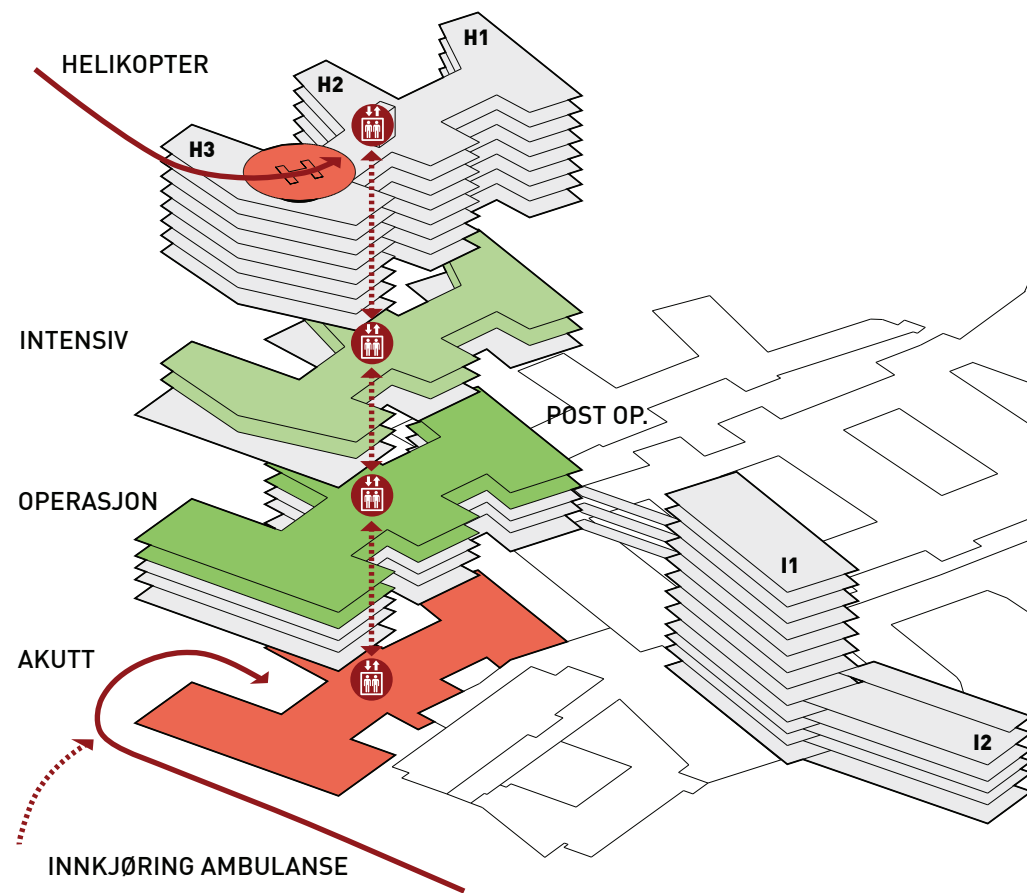 H1
HELIKOPTER
H2
H3
INTENSIV
POST OP.
OPERASJON
I1
AKUTT
I2
INNKJØRING AMBULANSE